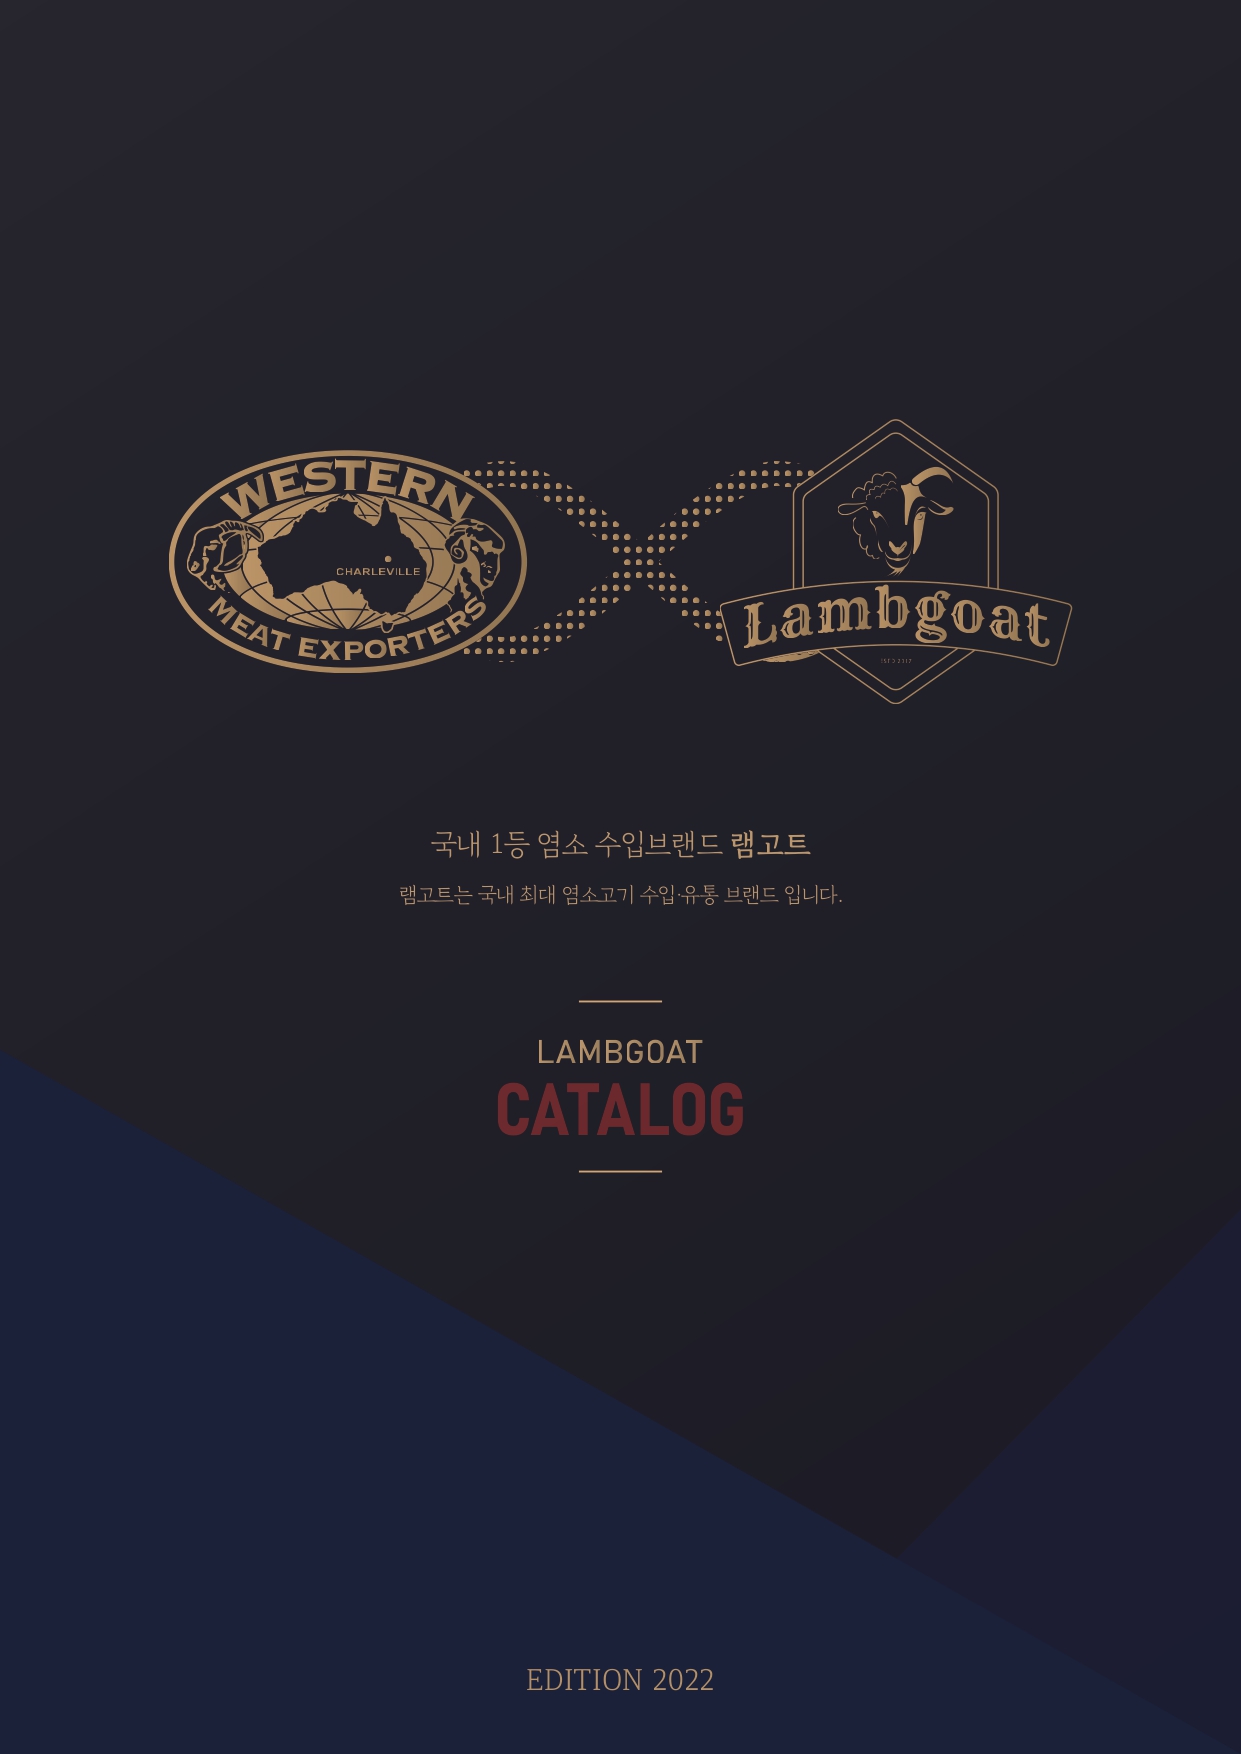 WESTERN
CHARLEVILLE
MEAT EXPORTERS
Lambgoat
국내 1등 염소 수입브랜드 램고트
램고트는 국내 최대 염소고기 수입·유통 브랜드 입니다.
LAMBGOAT
CATALOG
EDITION 2022